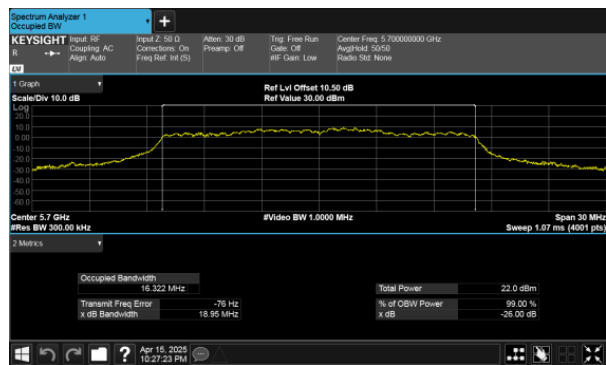 Spectrum Analyzer 1
Occupied BW
KEYSIGHT
R
LXI
Input: RF
Coupling: AC
Align: Auto
Input Z: 50 Ω
Corrections: On
Freq Ref: Int (S)
Atten: 30 dB
Preamp: Off
Trig: Free Run
Gate: Off
#IF Gain: Low
Center Freq: 5.700000000 GHz
Avg|Hold: 50/50
Radio Std: None
1 Graph
Scale/Div 10.0 dB
Ref Lvl Offset 10.50 dB
Ref Value 30.00 dBm
Log
20.0
10.0
0.00
-10.0
-20.0
-30.0
-40.0
-50.0
-60.0
Center 5.7 GHz
#Res BW 300.00 kHz
#Video BW 1.0000 MHz
Span 30 MHz
Sweep 1.07 ms (4001 pts)
2 Metrics
Occupied Bandwidth
16.322 MHz
Transmit Freq Error -76 Hz
x dB Bandwidth 18.95 MHz
Total Power 22.0 dBm
% of OBW Power 99.00 %
x dB -26.00 dB
?
Apr 15, 2025
10:27:23 PM